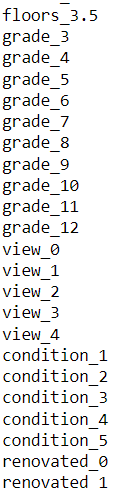 floors_3.5
grade_3
grade_4
grade_5
grade_6
grade_7
grade_8
grade_9
grade_10
grade_11
grade_12
view_0
view_1
view_2
view_3
view_4
condition_1
condition_2
condition_3
condition_4
condition_5
renovated_0
renovated_1